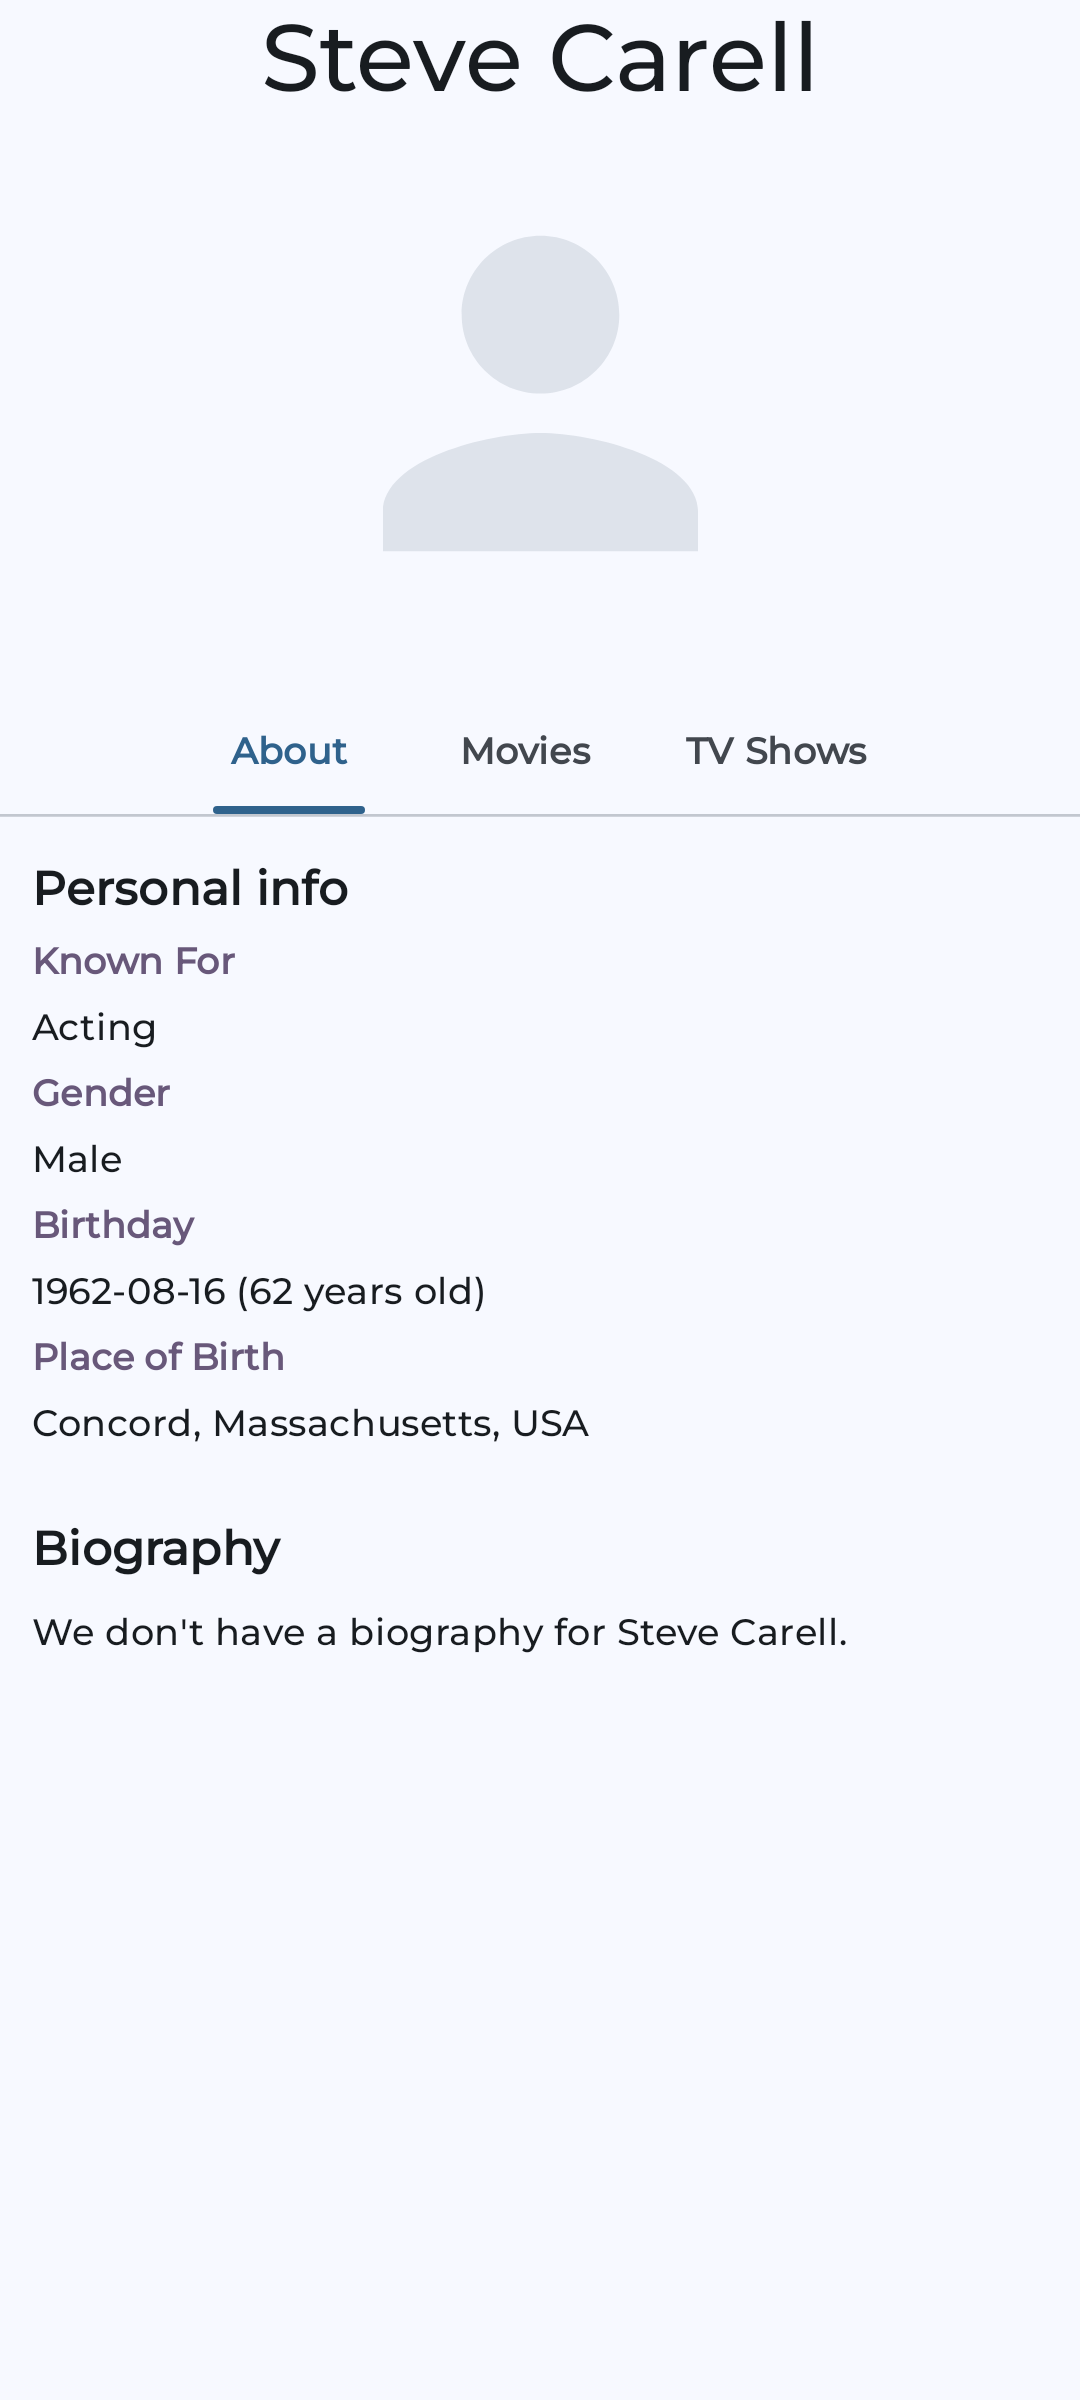 Steve Carell
About
Movies
TV Shows
Personal info
Known For
Acting
Gender
Male
Birthday
1962-08-16 (62 years old)
Place of Birth
Concord, Massachusetts, USA
Biography
We don't have a biography for Steve Carell.